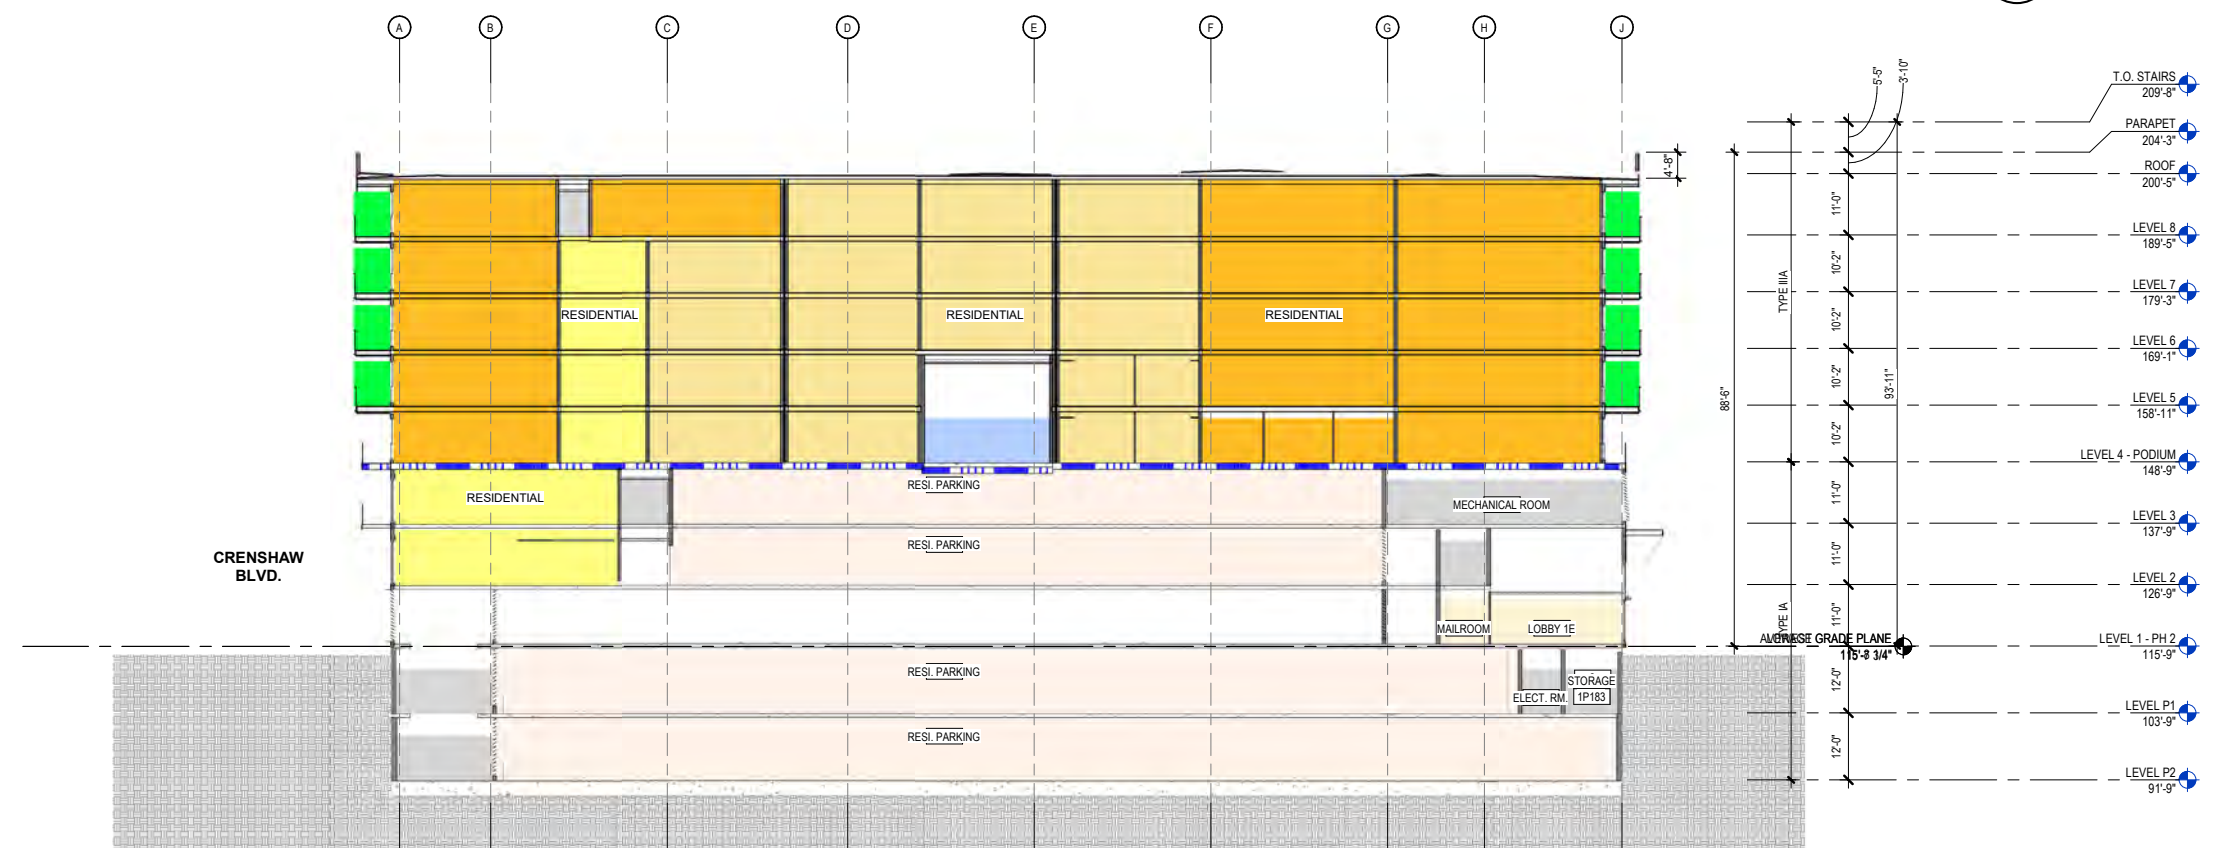 A B C D E F G H J
5'-5"
3'-10"
T.O. STAIRS
209'-8"
PARAPET
204'-3"
4'-8"
ROOF
200'-5"
11'-0"
LEVEL 8
189'-5"
10'-2"
TYPE IIIA
LEVEL 7
179'-3"
RESIDENTIAL RESIDENTIAL RESIDENTIAL
10'-2"
LEVEL 6
169'-1"
10'-2"
93'-11"
88'-6"
LEVEL 5
158'-11"
10'-2"
LEVEL 4 - PODIUM
148'-9"
RESI. PARKING
RESIDENTIAL
MECHANICAL ROOM
11'-0"
LEVEL 3
137'-9"
RESI. PARKING
CRENSHAW
BLVD.
11'-0"
LEVEL 2
126'-9"
MAILROOM LOBBY 1E
11'-0"
TYPE IA
GRADE PLANE
LEVEL 1 - PH 2
115'-9"
RESI. PARKING
STORAGE
ELECT. RM. 1P183
12'-0"
LEVEL P1
103'-9"
RESI. PARKING
12'-0"
LEVEL P2
91'-9"